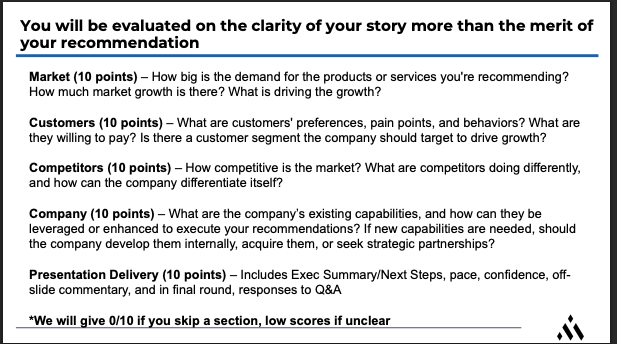 You will be evaluated on the clarity of your story more than the merit of
your recommendation
Market (10 points) – How big is the demand for the products or services you're recommending?
How much market growth is there? What is driving the growth?
Customers (10 points) – What are customers' preferences, pain points, and behaviors? What are
they willing to pay? Is there a customer segment the company should target to drive growth?
Competitors (10 points) – How competitive is the market? What are competitors doing differently,
and how can the company differentiate itself?
Company (10 points) – What are the company's existing capabilities, and how can they be
leveraged or enhanced to execute your recommendations? If new capabilities are needed, should
the company develop them internally, acquire them, or seek strategic partnerships?
Presentation Delivery (10 points) – Includes Exec Summary/Next Steps, pace, confidence, off-
slide commentary, and in final round, responses to Q&A
*We will give 0/10 if you skip a section, low scores if unclear